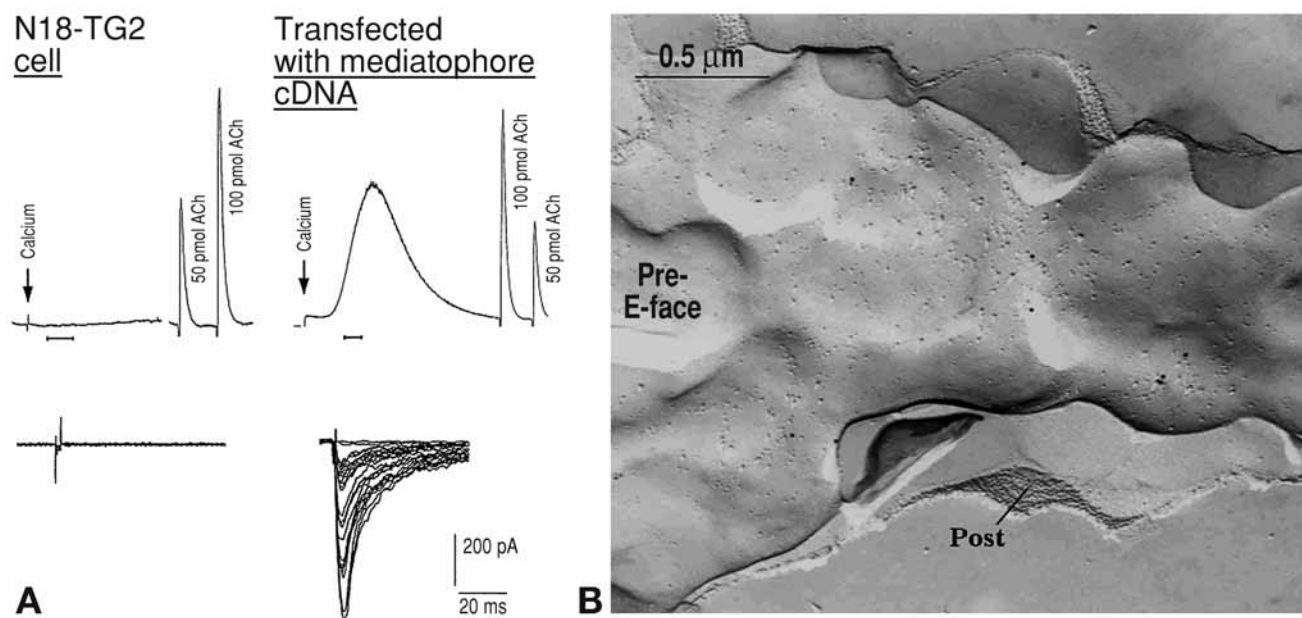 N18-TG2
cell
Calcium
50 pmol ACh
100 pmol ACh
Transfected
with mediatophore
cDNA
Calcium
100 pmol ACh
50 pmol ACh
200 pA
20 ms
A
0.5 μm
Pre-
E-face
Post
B